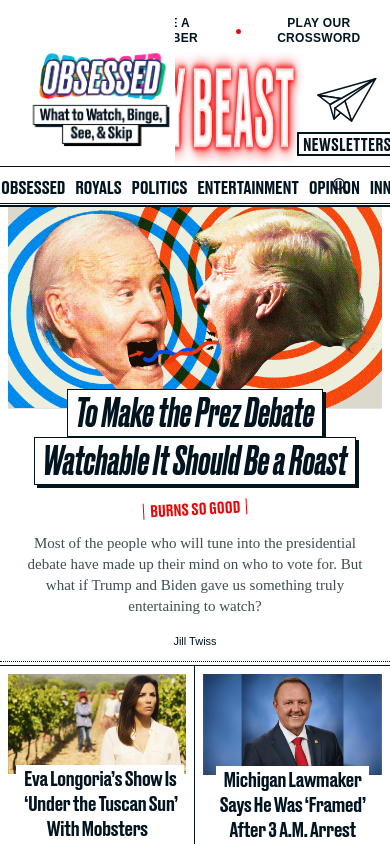 E A
BER
PLAY OUR
CROSSWORD
OBSESSED
What to Watch, Binge,
See, & Skip
Y BEAST
NEWSLETTERS
OBSESSED ROYALS POLITICS ENTERTAINMENT OPINION INN
To Make the Prez Debate
Watchable It Should Be a Roast
BURNS SO GOOD
Most of the people who will tune into the presidential
debate have made up their mind on who to vote for. But
what if Trump and Biden gave us something truly
entertaining to watch?
Jill Twiss
Eva Longoria’s Show Is
‘Under the Tuscan Sun’
With Mobsters
Michigan Lawmaker
Says He Was ‘Framed’
After 3 A.M. Arrest